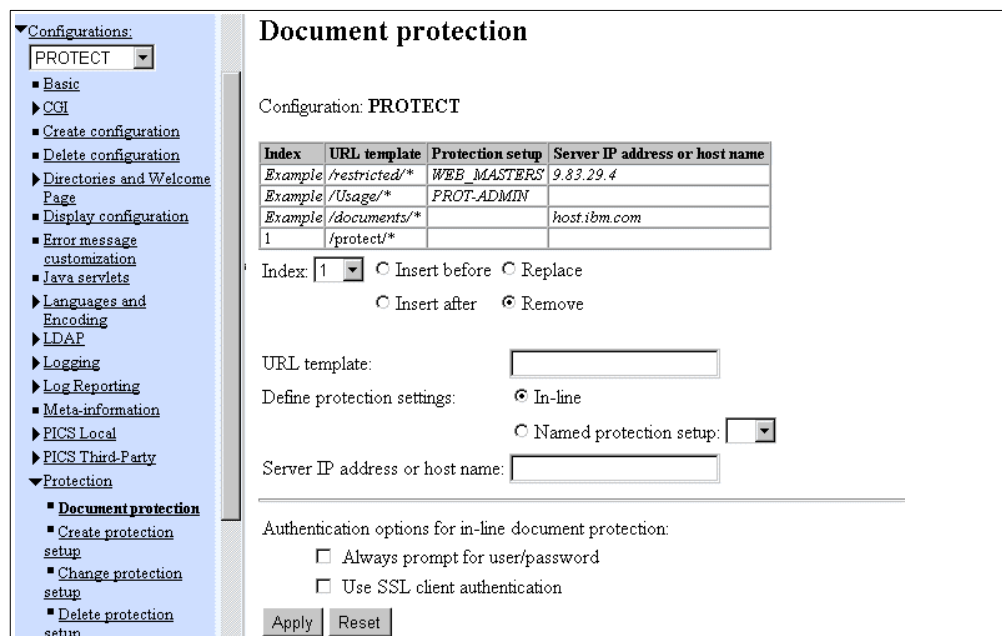 Configurations:
PROTECT
Basic
CGI
Create configuration
Delete configuration
Directories and Welcome
Page
Display configuration
Error message
customization
Java servlets
Languages and
Encoding
LDAP
Logging
Log Reporting
Meta-information
PICS Local
PICS Third-Party
Protection
Document protection
Create protection
setup
Change protection
setup
Delete protection
setup
Document protection
Configuration: PROTECT
Index URL template Protection setup Server IP address or host name
Example /restricted/* WEB_MASTERS 9.83.29.4
Example /Usage/* PROT-ADMIN
Example /documents/* host.ibm.com
1 /protect/*
Index: 1 Insert before Replace
Insert after Remove
URL template:
Define protection settings: In-line
Named protection setup:
Server IP address or host name:
Authentication options for in-line document protection:
Always prompt for user/password
Use SSL client authentication
Apply Reset